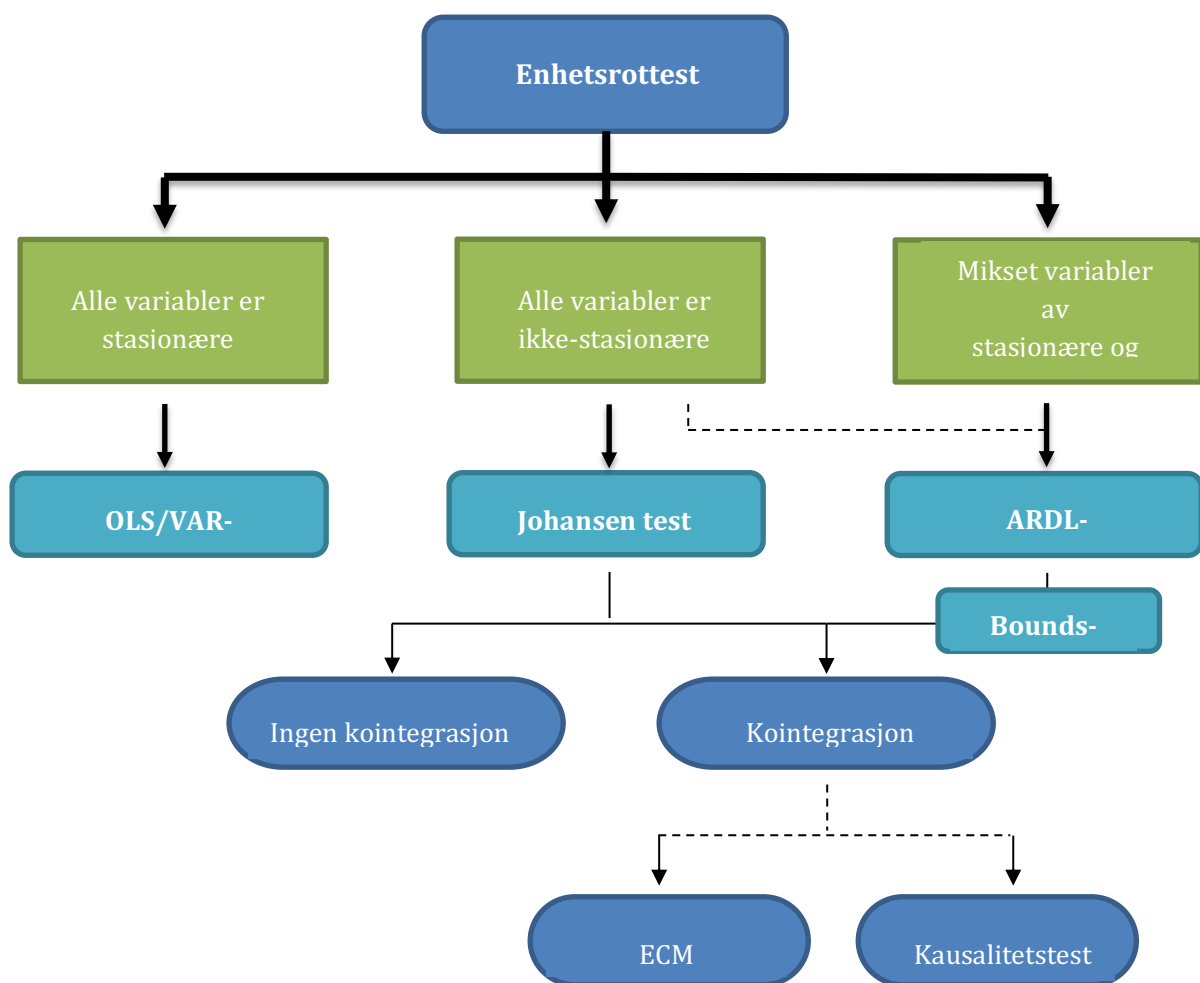 Enhetsrottest
Alle variabler er
stasjonære
Alle variabler er
ikke-stasjonære
Mikset variabler
av
stasjonære og
OLS/VAR-
Johansen test
ARDL-
Bounds-
Ingen kointegrasjon
Kointegrasjon
ECM
Kausalitetstest